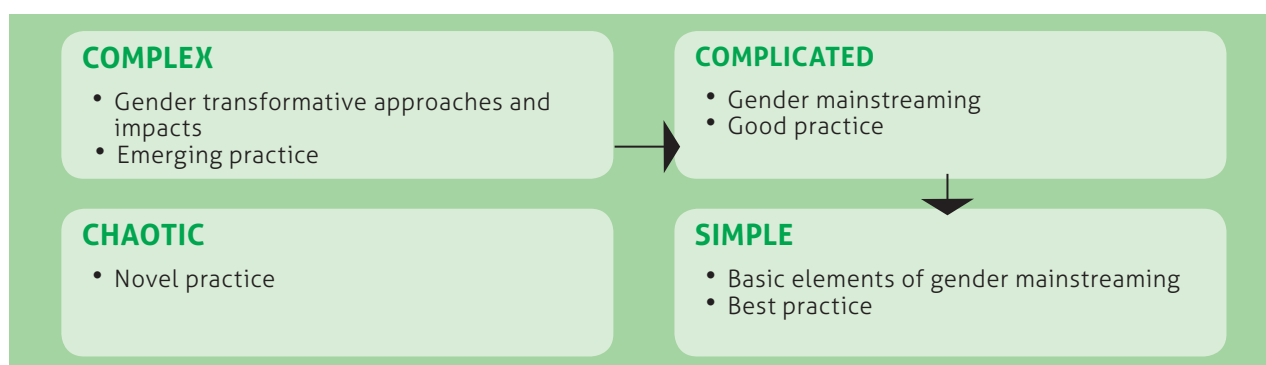 COMPLEX
• Gender transformative approaches and
impacts
• Emerging practice
COMPLICATED
• Gender mainstreaming
• Good practice
CHAOTIC
• Novel practice
SIMPLE
• Basic elements of gender mainstreaming
• Best practice